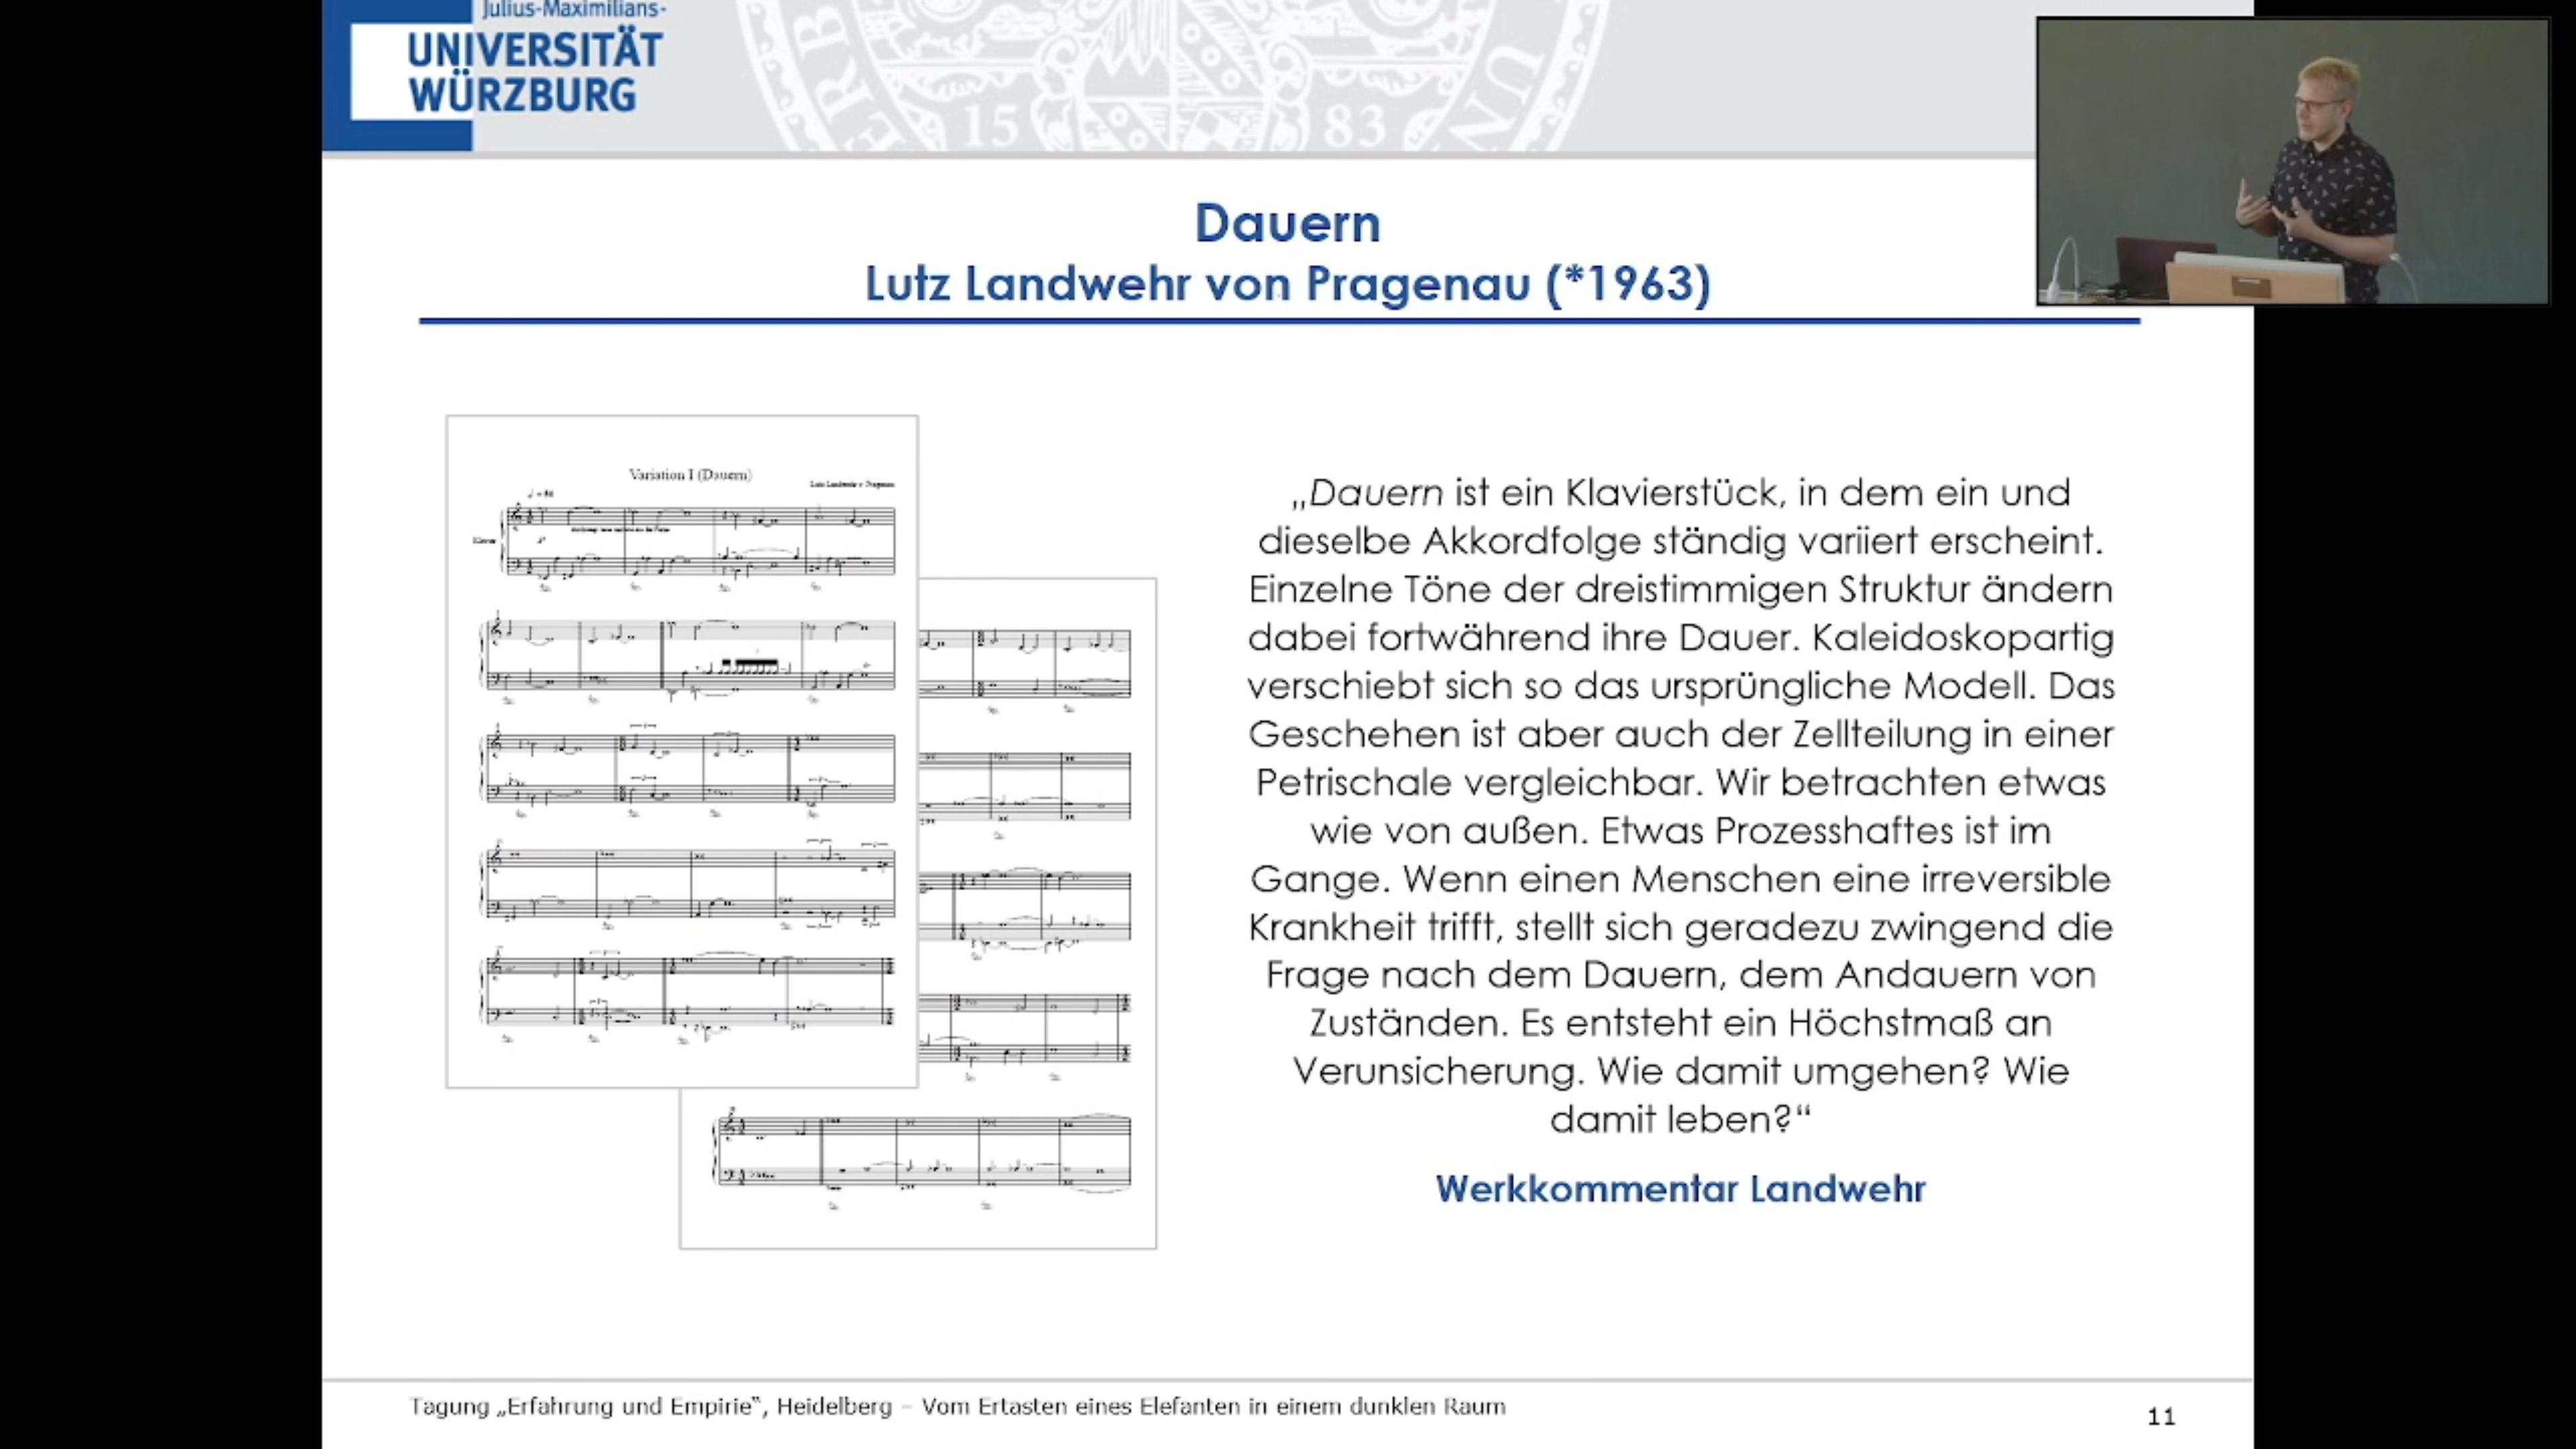 Julius-Maximilians-
UNIVERSITÄT
WÜRZBURG
15 83
Dauern
Lutz Landwehr von Pragenau (*1963)
Variation I (Dauern)
Klavier
„Dauern ist ein Klavierstück, in dem ein und
dieselbe Akkordfolge ständig variiert erscheint.
Einzelne Töne der dreistimmigen Struktur ändern
dabei fortwährend ihre Dauer. Kaleidoskopartig
verschiebt sich so das ursprüngliche Modell. Das
Geschehen ist aber auch der Zellteilung in einer
Petrischale vergleichbar. Wir betrachten etwas
wie von außen. Etwas Prozesshaftes ist im
Gange. Wenn einen Menschen eine irreversible
Krankheit trifft, stellt sich geradezu zwingend die
Frage nach dem Dauern, dem Andauern von
Zuständen. Es entsteht ein Höchstmaß an
Verunsicherung. Wie damit umgehen? Wie
damit leben?“
Werkkommentar Landwehr
Tagung „Erfahrung und Empirie“, Heidelberg – Vom Ertasten eines Elefanten in einem dunklen Raum
11